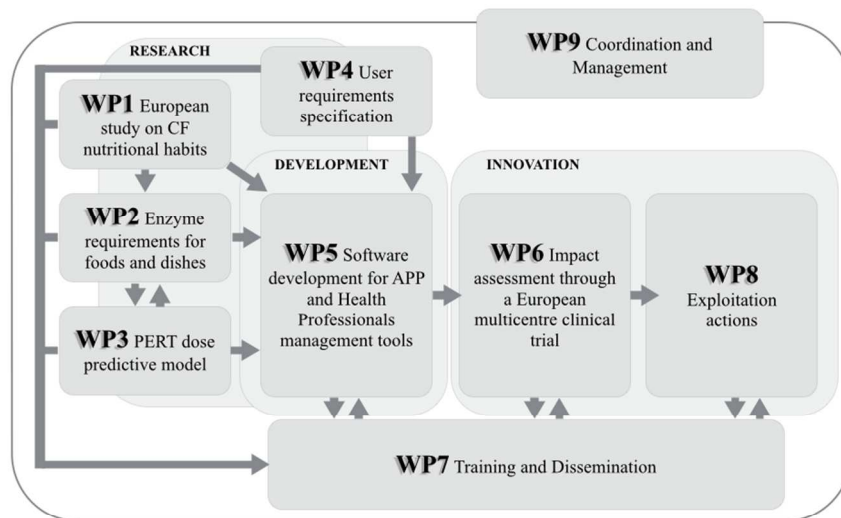 RESEARCH
WP4 User
requirements
specification
WP9 Coordination and
Management
WP1 European
study on CF
nutritional habits
DEVELOPMENT
INNOVATION
WP2 Enzyme
requirements for
foods and dishes
WP5 Software
development for APP
and Health
Professionals
management tools
WP6 Impact
assessment through
a European
multicentre clinical
trial
WP8
Exploitation
actions
WP3 PERT dose
predictive model
WP7 Training and Dissemination